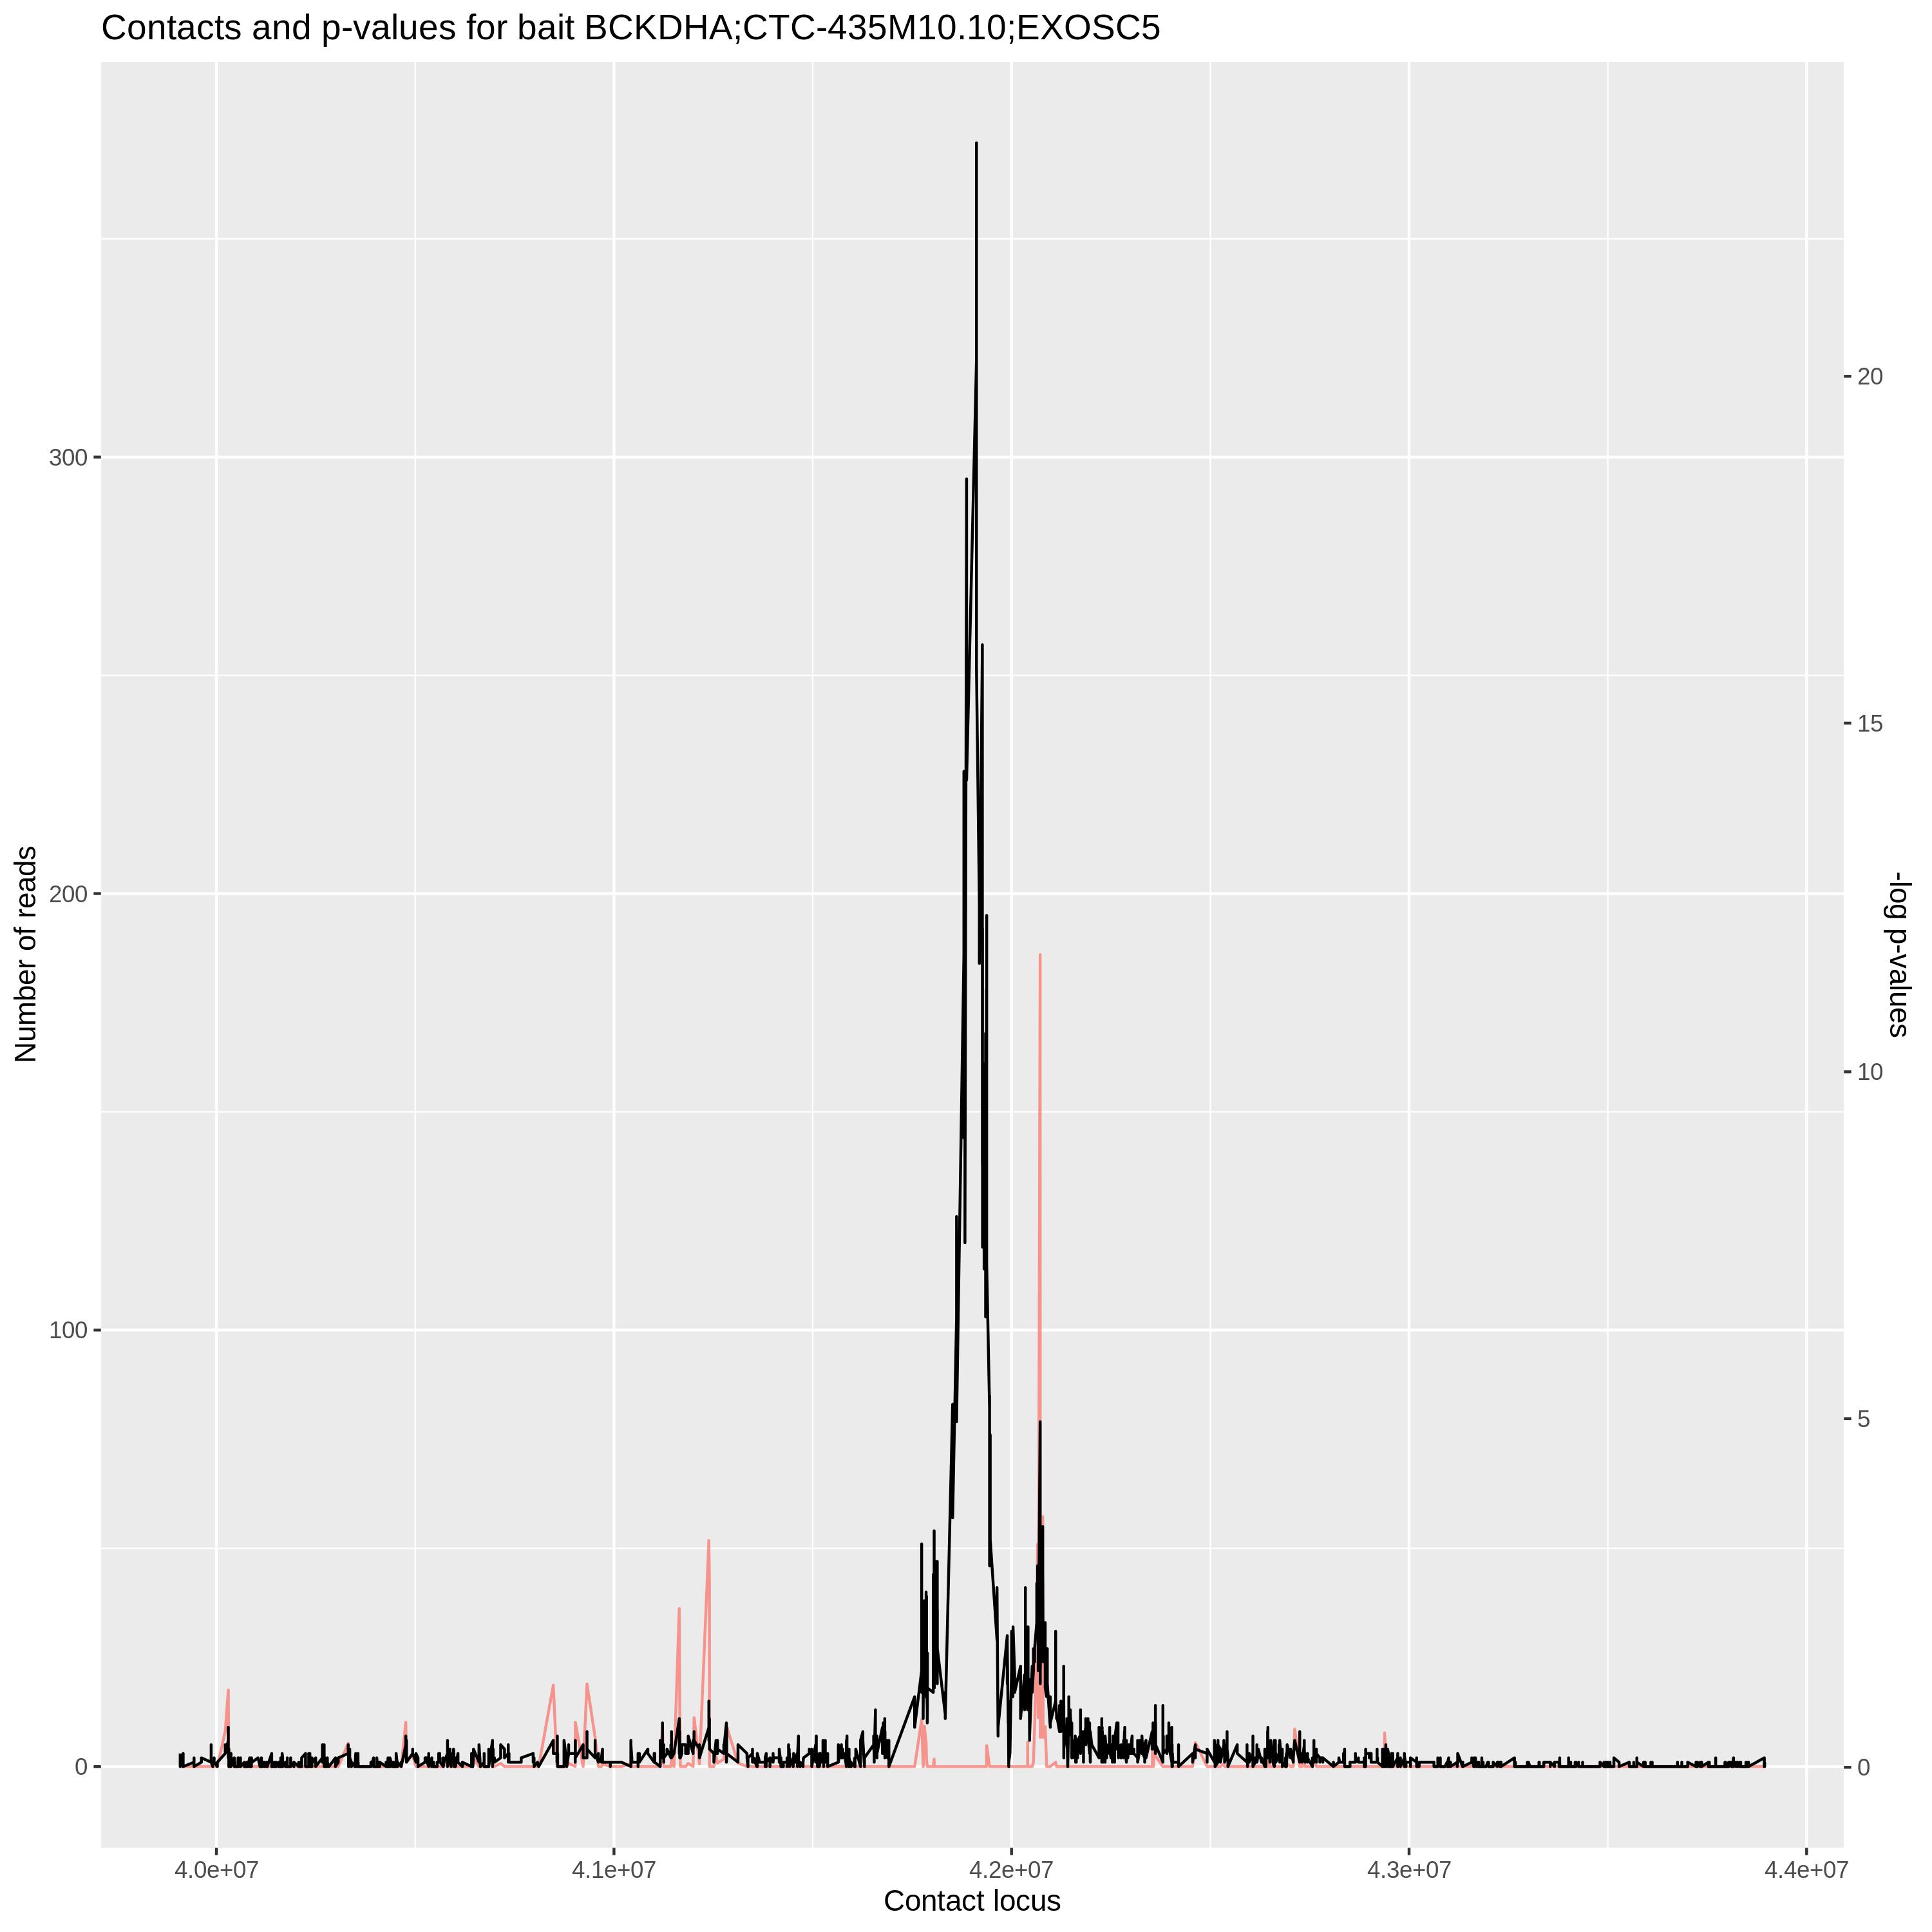 Contacts and p-values for bait BCKDHA;CTC-435M10.10;EXOSC5
Number of reads
300
200
100
0
20
15
10
5
0
-log p-values
4.0e+07 4.1e+07 4.2e+07 4.3e+07 4.4e+07
Contact locus